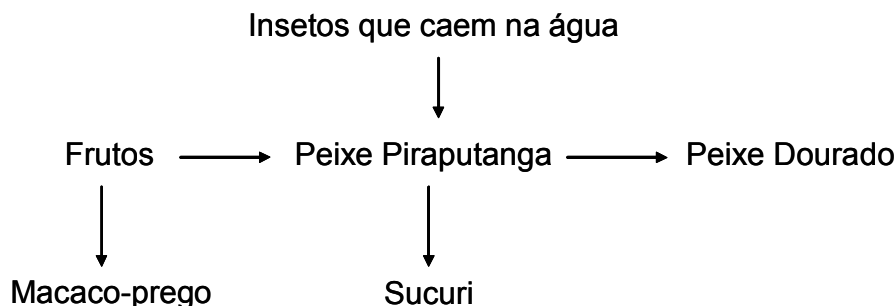 Insetos que caem na água
Frutos Peixe Piraputanga Peixe Dourado
Macaco-prego Sucuri